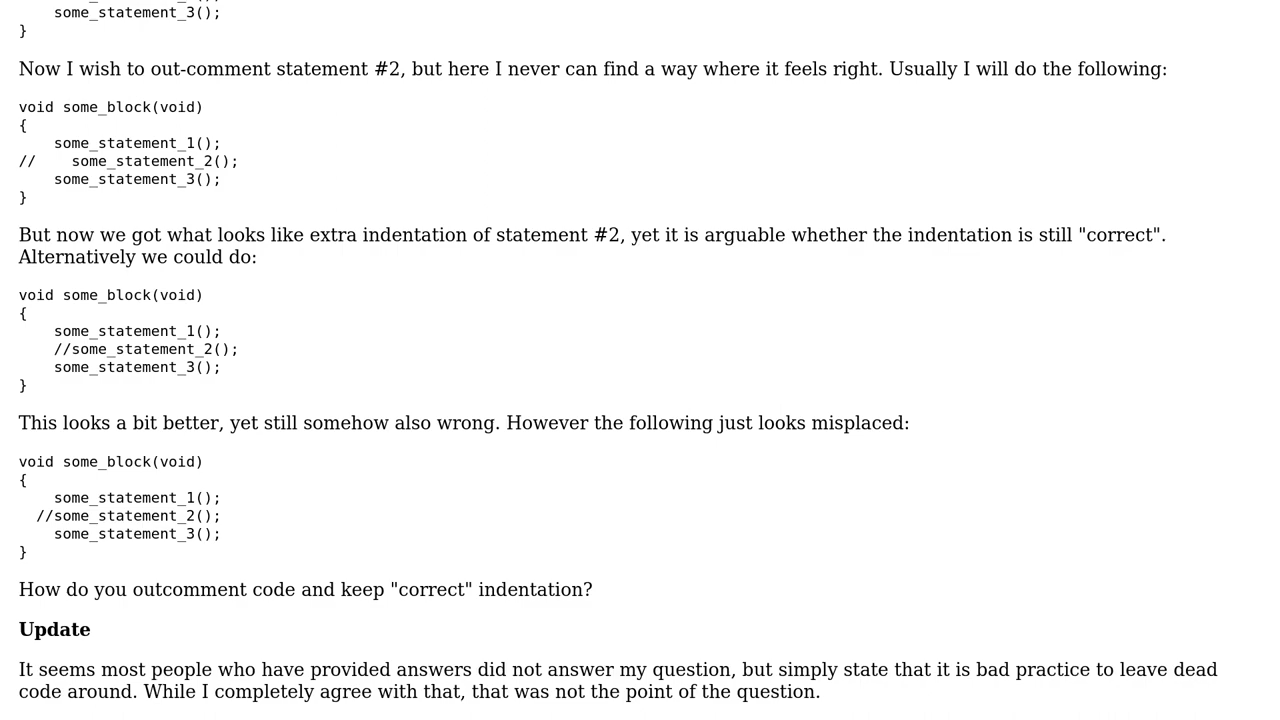 some_statement_3();
}
Now I wish to out-comment statement #2, but here I never can find a way where it feels right. Usually I will do the following:
void some_block(void)
{
    some_statement_1();
//    some_statement_2();
    some_statement_3();
}
But now we got what looks like extra indentation of statement #2, yet it is arguable whether the indentation is still "correct".
Alternatively we could do:
void some_block(void)
{
    some_statement_1();
    //some_statement_2();
    some_statement_3();
}
This looks a bit better, yet still somehow also wrong. However the following just looks misplaced:
void some_block(void)
{
    some_statement_1();
  //some_statement_2();
    some_statement_3();
}
How do you outcomment code and keep "correct" indentation?
Update
It seems most people who have provided answers did not answer my question, but simply state that it is bad practice to leave dead
code around. While I completely agree with that, that was not the point of the question.